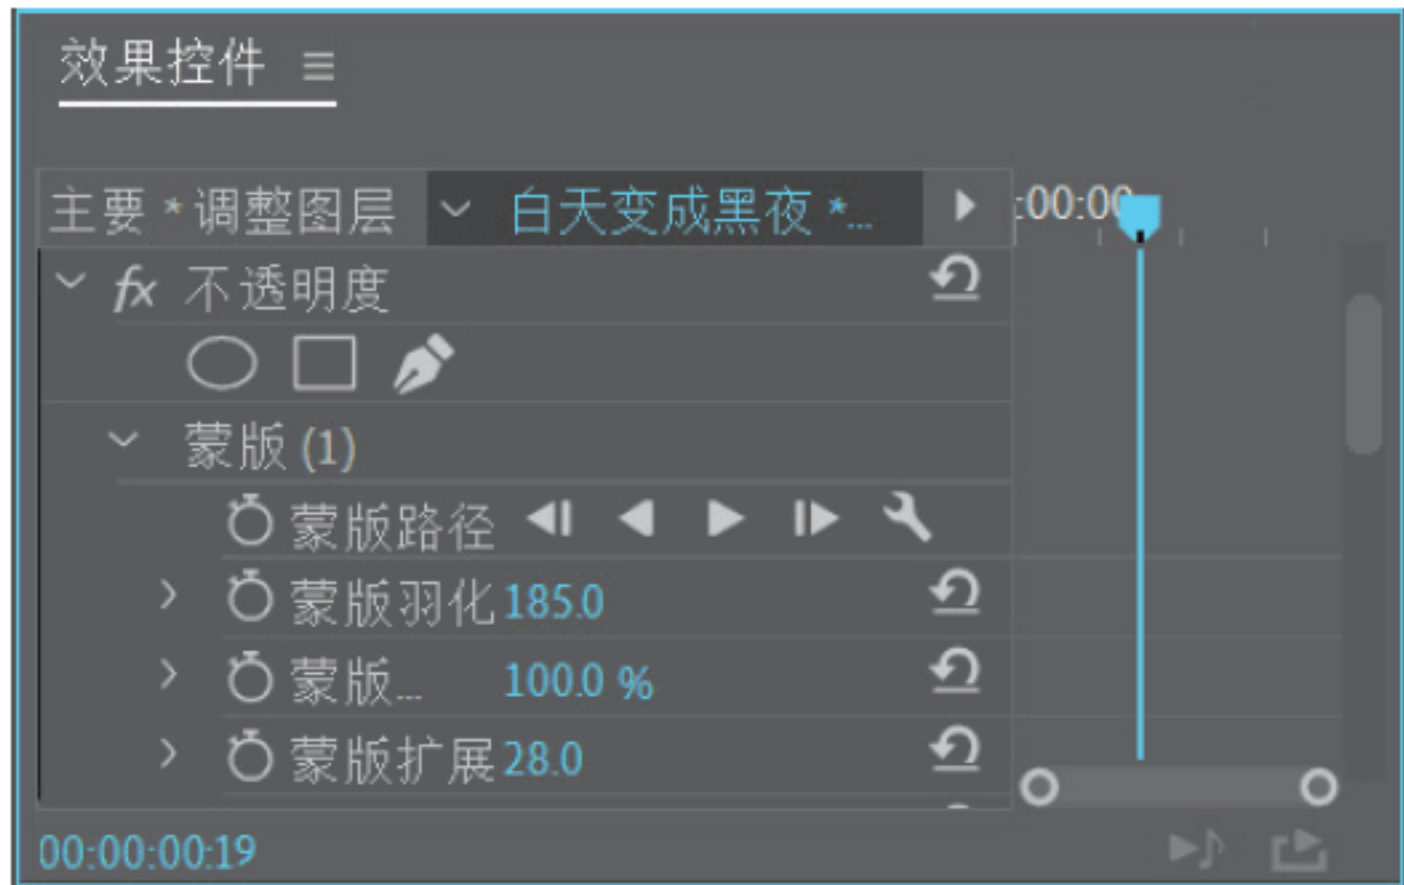 效果控件
主要 * 调整图层 白天变成黑夜 *...
:00:00
fx 不透明度
蒙版 (1)
蒙版路径
蒙版羽化 185.0
蒙版... 100.0 %
蒙版扩展 28.0
00:00:00:19